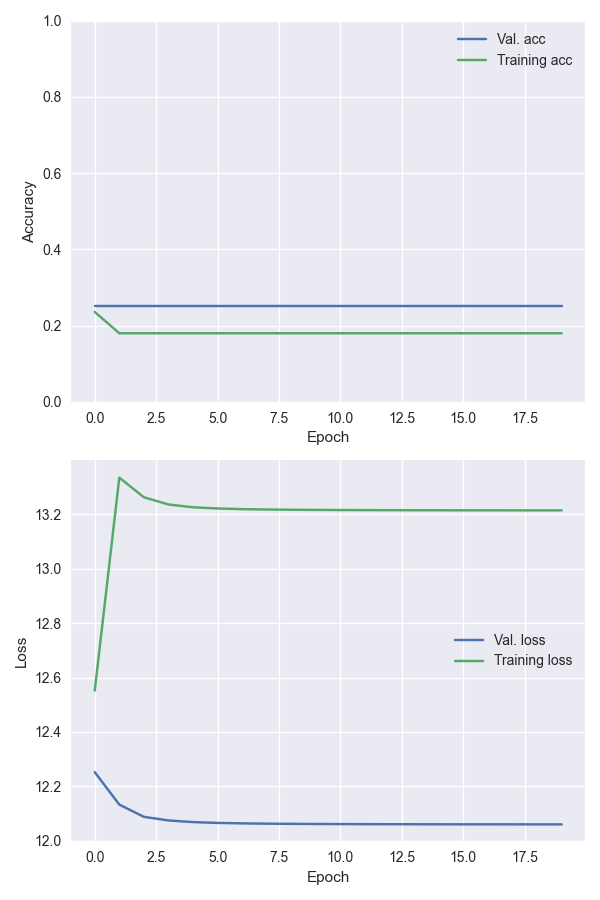 1.0
0.8
0.6
0.4
0.2
0.0
Accuracy
Val. acc
Training acc
0.0 2.5 5.0 7.5 10.0 12.5 15.0 17.5
Epoch
13.2
13.0
12.8
12.6
12.4
12.2
12.0
Loss
Val. loss
Training loss
0.0 2.5 5.0 7.5 10.0 12.5 15.0 17.5
Epoch